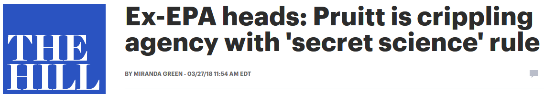 THE
HILL
Ex-EPA heads: Pruitt is crippling
agency with 'secret science' rule
BY MIRANDA GREEN - 03/27/18 11:54 AM EDT